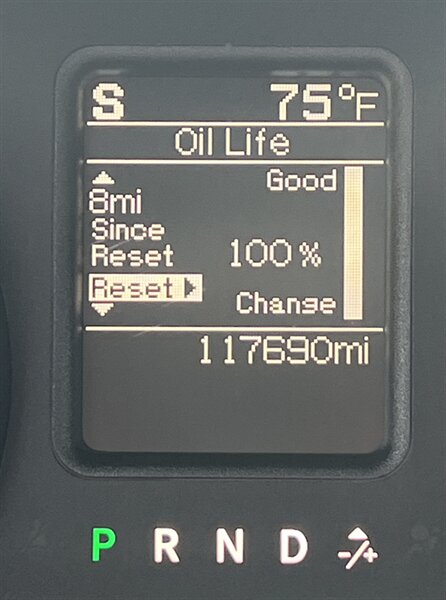 S 75°F
Oil Life
Good
8mi
Since
Reset 100%
Reset
Change
117690mi
P R N D -/+